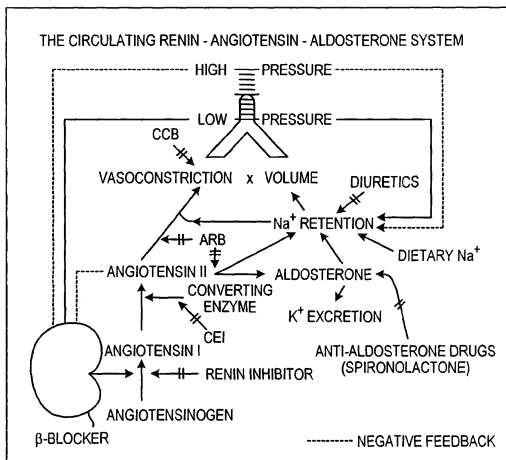 THE CIRCULATING RENIN - ANGIOTENSIN - ALDOSTERONE SYSTEM
HIGH PRESSURE
LOW PRESSURE
CCB
VASOCONSTRICTION x VOLUME
DIURETICS
Na+ RETENTION
ARB
DIETARY Na+
ANGIOTENSIN II
ALDOSTERONE
CONVERTING
ENZYME
K+ EXCRETION
CEI
ANGIOTENSIN I
ANTI-ALDOSTERONE DRUGS
(SPIRONOLACTONE)
RENIN INHIBITOR
ANGIOTENSINOGEN
β-BLOCKER
NEGATIVE FEEDBACK